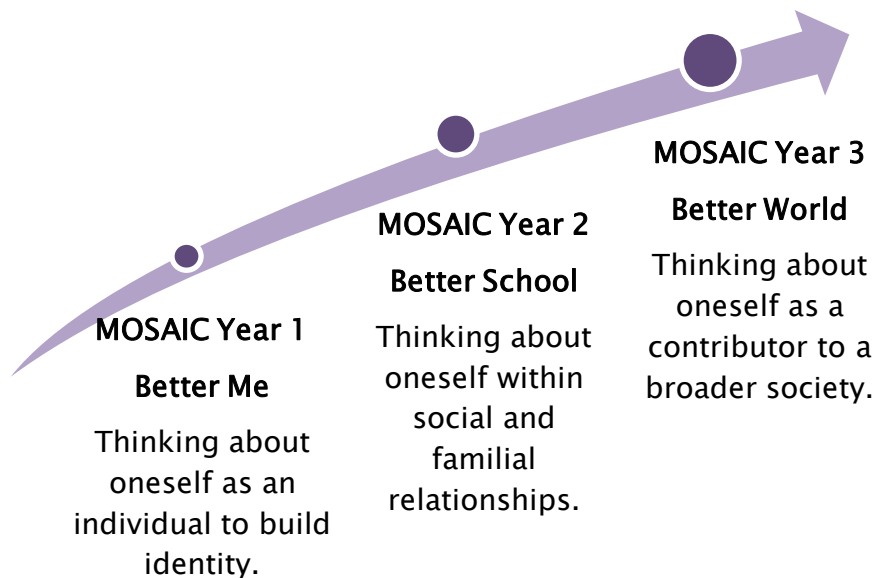 MOSAIC Year 1
Better Me
Thinking about
oneself as an
individual to build
identity.
MOSAIC Year 2
Better School
Thinking about
oneself within
social and
familial
relationships.
MOSAIC Year 3
Better World
Thinking about
oneself as a
contributor to a
broader society.